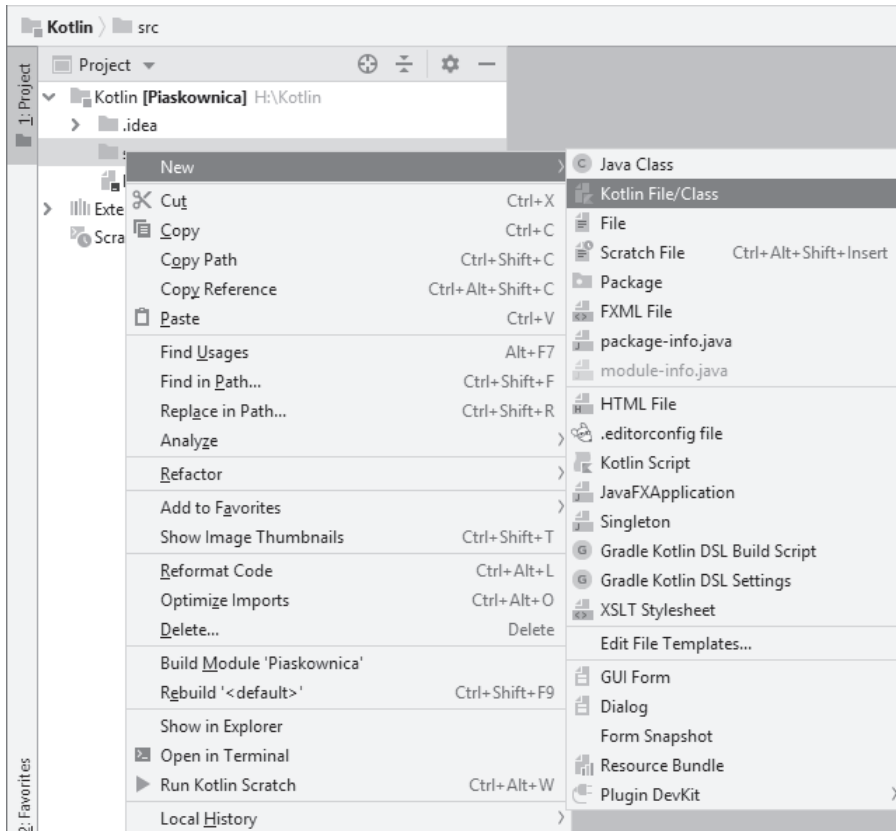 Kotlin src
Project
1: Project
Kotlin [Piaskownica] H:\Kotlin
.idea
Exte
Scra
New
Cut Ctrl+X
Copy Ctrl+C
Copy Path Ctrl+Shift+C
Copy Reference Ctrl+Alt+Shift+C
Paste Ctrl+V
Find Usages Alt+F7
Find in Path... Ctrl+Shift+F
Replace in Path... Ctrl+Shift+R
Analyze
Refactor
Add to Favorites
Show Image Thumbnails Ctrl+Shift+T
Reformat Code Ctrl+Alt+L
Optimize Imports Ctrl+Alt+O
Delete... Delete
Build Module 'Piaskownica'
Rebuild '<default>' Ctrl+Shift+F9
Show in Explorer
Open in Terminal
Run Kotlin Scratch Ctrl+Alt+W
Local History
Java Class
Kotlin File/Class
File
Scratch File Ctrl+Alt+Shift+Insert
Package
FXML File
package-info.java
module-info.java
HTML File
.editorconfig file
Kotlin Script
JavaFXApplication
Singleton
Gradle Kotlin DSL Build Script
Gradle Kotlin DSL Settings
XSLT Stylesheet
Edit File Templates...
GUI Form
Dialog
Form Snapshot
Resource Bundle
Plugin DevKit
2: Favorites